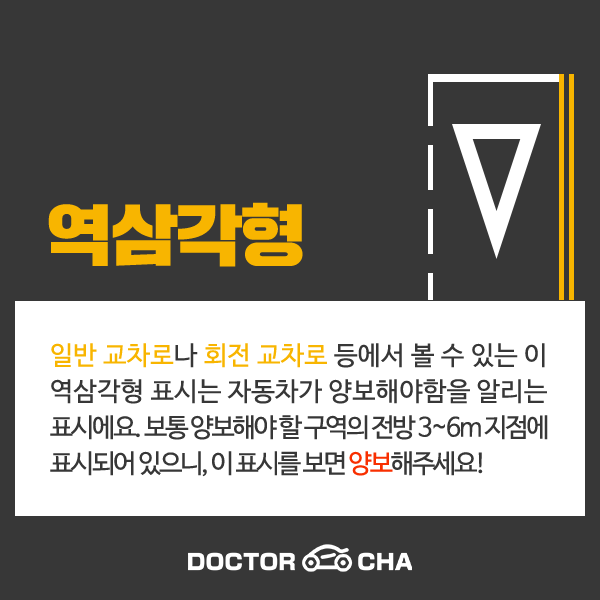 역삼각형
일반 교차로나 회전 교차로 등에서 볼 수 있는 이
역삼각형 표시는 자동차가 양보해야함을 알리는
표시에요. 보통 양보해야 할 구역의 전방 3~6m 지점에
표시되어 있으니, 이 표시를 보면 양보해주세요!
DOCTOR CHA